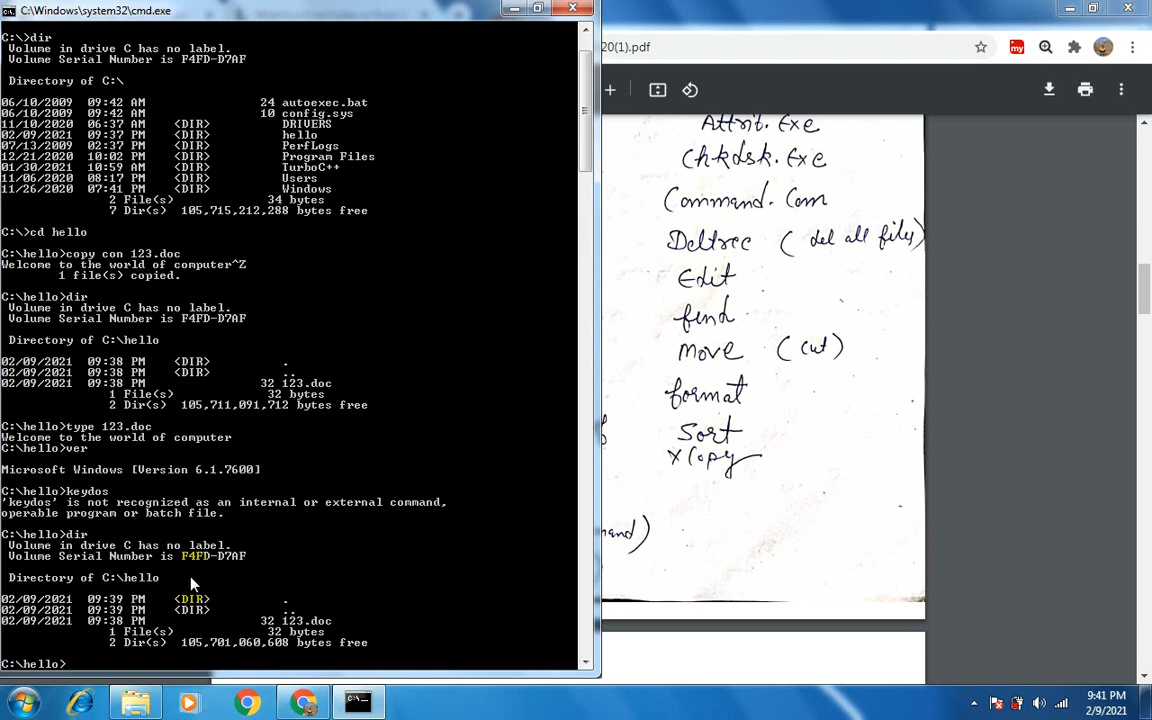 C:\Windows\system32\cmd.exe
C:\>dir
Volume in drive C has no label.
Volume Serial Number is F4FD-D7AF
Directory of C:\
06/10/2009 09:42 AM 24 autoexec.bat
06/10/2009 09:42 AM 10 config.sys
11/10/2020 06:37 AM <DIR> DRIVERS
02/09/2021 09:37 PM <DIR> hello
07/13/2009 02:37 PM <DIR> PerfLogs
12/21/2020 10:02 PM <DIR> Program Files
01/30/2021 10:59 AM <DIR> TurboC++
11/06/2020 08:17 PM <DIR> Users
11/26/2020 07:41 PM <DIR> Windows
2 File(s) 34 bytes
7 Dir(s) 105,715,212,288 bytes free
C:\>cd hello
C:\hello>copy con 123.doc
Welcome to the world of computer^Z
1 file(s) copied.
C:\hello>dir
Volume in drive C has no label.
Volume Serial Number is F4FD-D7AF
Directory of C:\hello
02/09/2021 09:38 PM <DIR> .
02/09/2021 09:38 PM <DIR> ..
02/09/2021 09:38 PM 32 123.doc
1 File(s) 32 bytes
2 Dir(s) 105,711,091,712 bytes free
C:\hello>type 123.doc
Welcome to the world of computer
C:\hello>ver
Microsoft Windows [Version 6.1.7600]
C:\hello>keydos
'keydos' is not recognized as an internal or external command,
operable program or batch file.
C:\hello>dir
Volume in drive C has no label.
Volume Serial Number is F4FD-D7AF
Directory of C:\hello
02/09/2021 09:39 PM <DIR> .
02/09/2021 09:39 PM <DIR> ..
02/09/2021 09:38 PM 32 123.doc
1 File(s) 32 bytes
2 Dir(s) 105,701,060,608 bytes free
C:\hello>
20(1).pdf
my
Attrit.Exe
Chkdsk.Exe
Command.Com
Deltree (del all files)
Edit
find
Move (cut)
format
Sort
xCopy
mand)
9:41 PM
2/9/2021